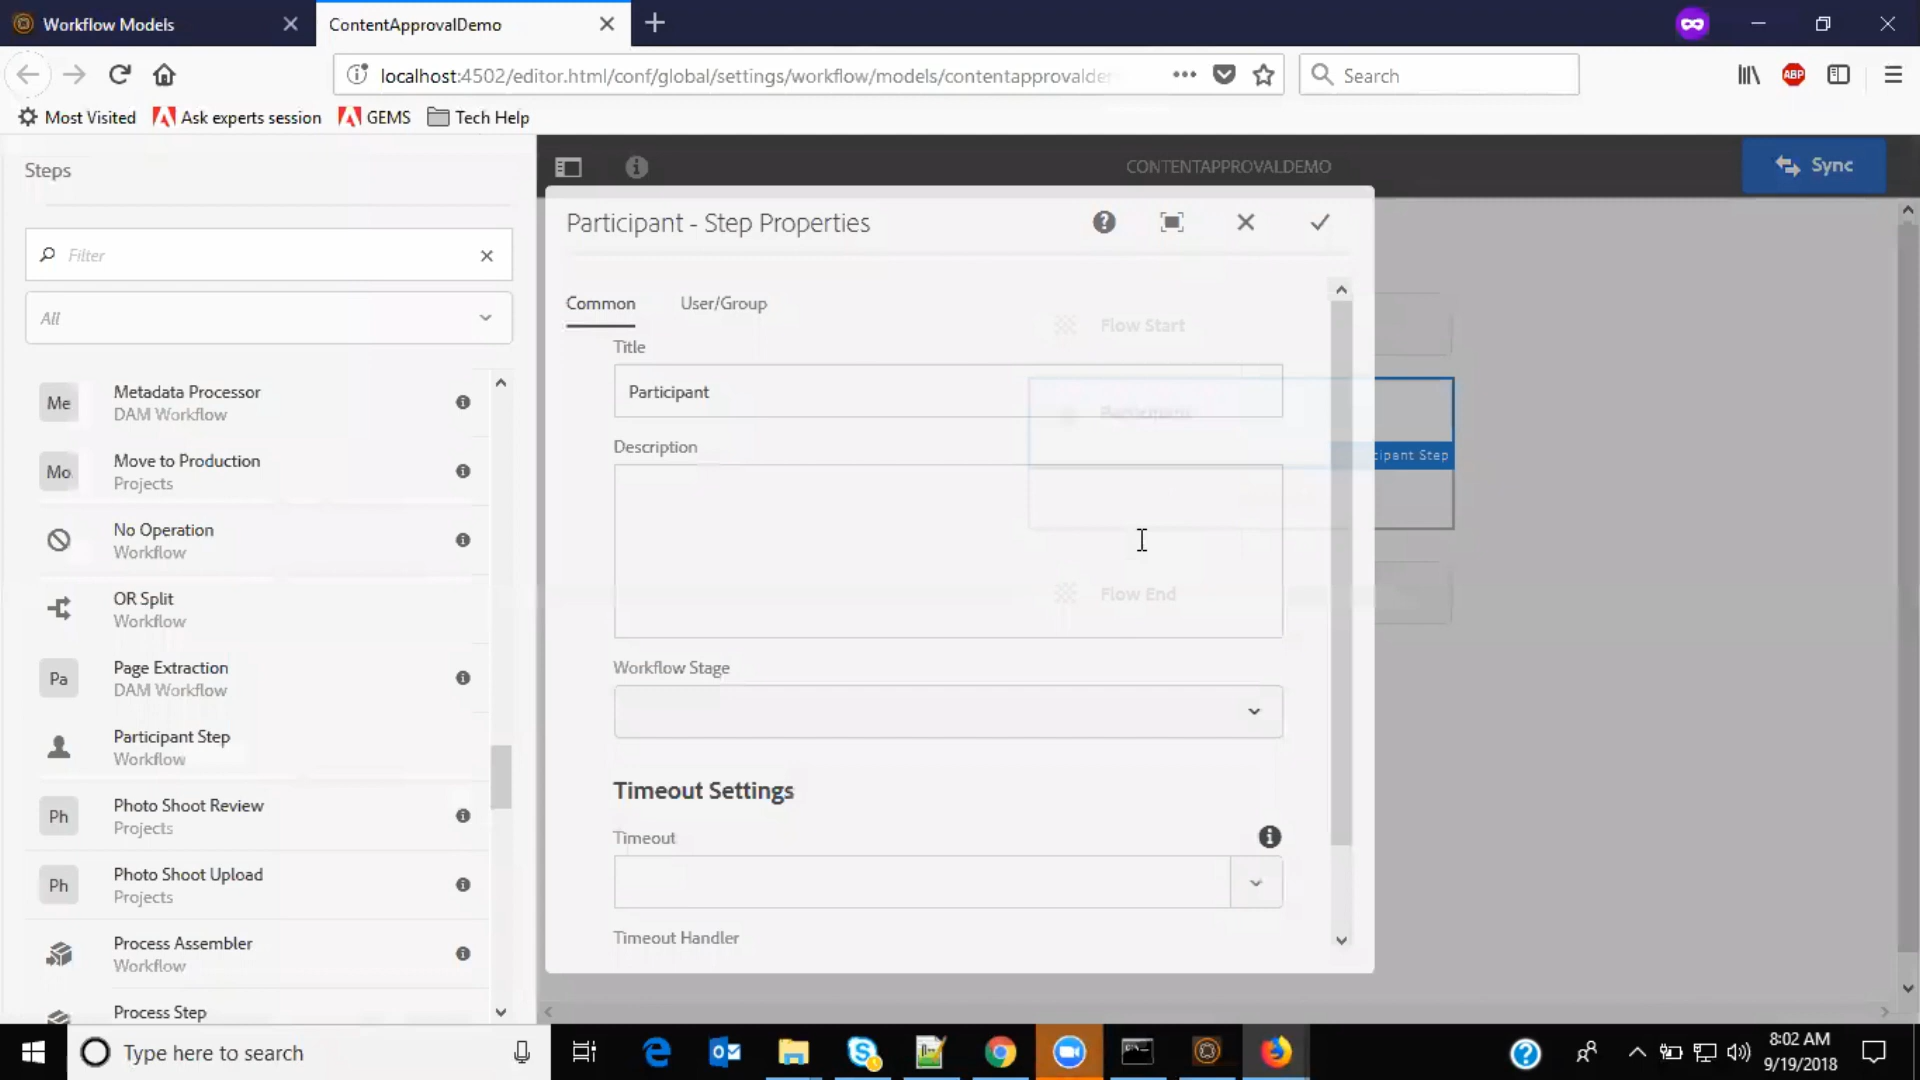 Workflow Models
ContentApprovalDemo
localhost:4502/editor.html/conf/global/settings/workflow/models/contentapprovalde
Search
ABP
Most Visited
Ask experts session
GEMS
Tech Help
Steps
CONTENTAPPROVALDEMO
Sync
Filter
All
Me
Metadata Processor
DAM Workflow
Mo
Move to Production
Projects
No Operation
Workflow
OR Split
Workflow
Pa
Page Extraction
DAM Workflow
Participant Step
Workflow
Ph
Photo Shoot Review
Projects
Ph
Photo Shoot Upload
Projects
Process Assembler
Workflow
Process Step
Participant - Step Properties
Common
User/Group
Title
Participant
Description
Workflow Stage
Timeout Settings
Timeout
Timeout Handler
Flow Start
Participant
cipant Step
Flow End
Type here to search
8:02 AM
9/19/2018